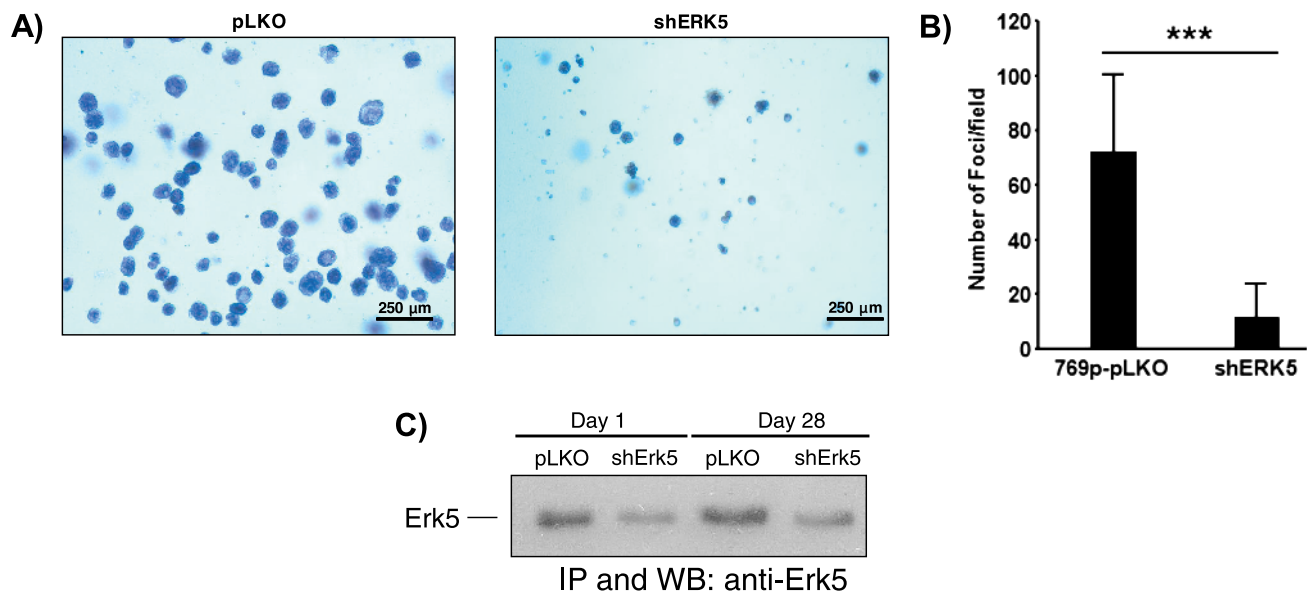 A)
pLKO
shERK5
250 µm
250 µm
B)
***
Number of Foci/field
120
100
80
60
40
20
0
769p-pLKO
shERK5
C)
Day 1
Day 28
pLKO
shErk5
pLKO
shErk5
Erk5
IP and WB: anti-Erk5